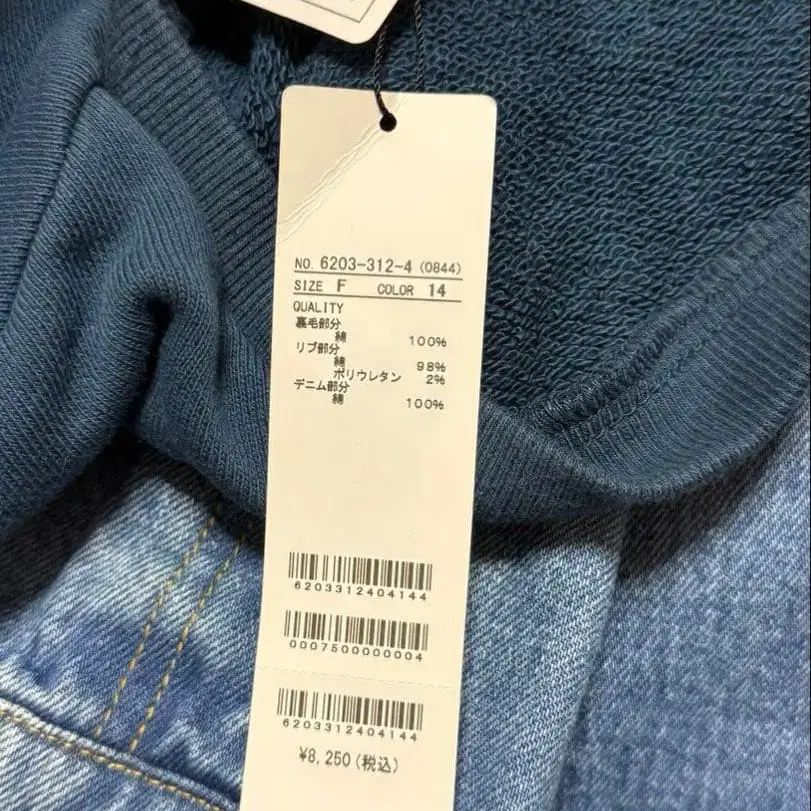 NO. 6203-312-4 (0844)
SIZE F COLOR 14
QUALITY
裏毛部分
綿 100%
リブ部分
綿 98%
ポリウレタン 2%
デニム部分
綿 100%
6203312404144
0007500000004
6203312404144
¥8,250(税込)